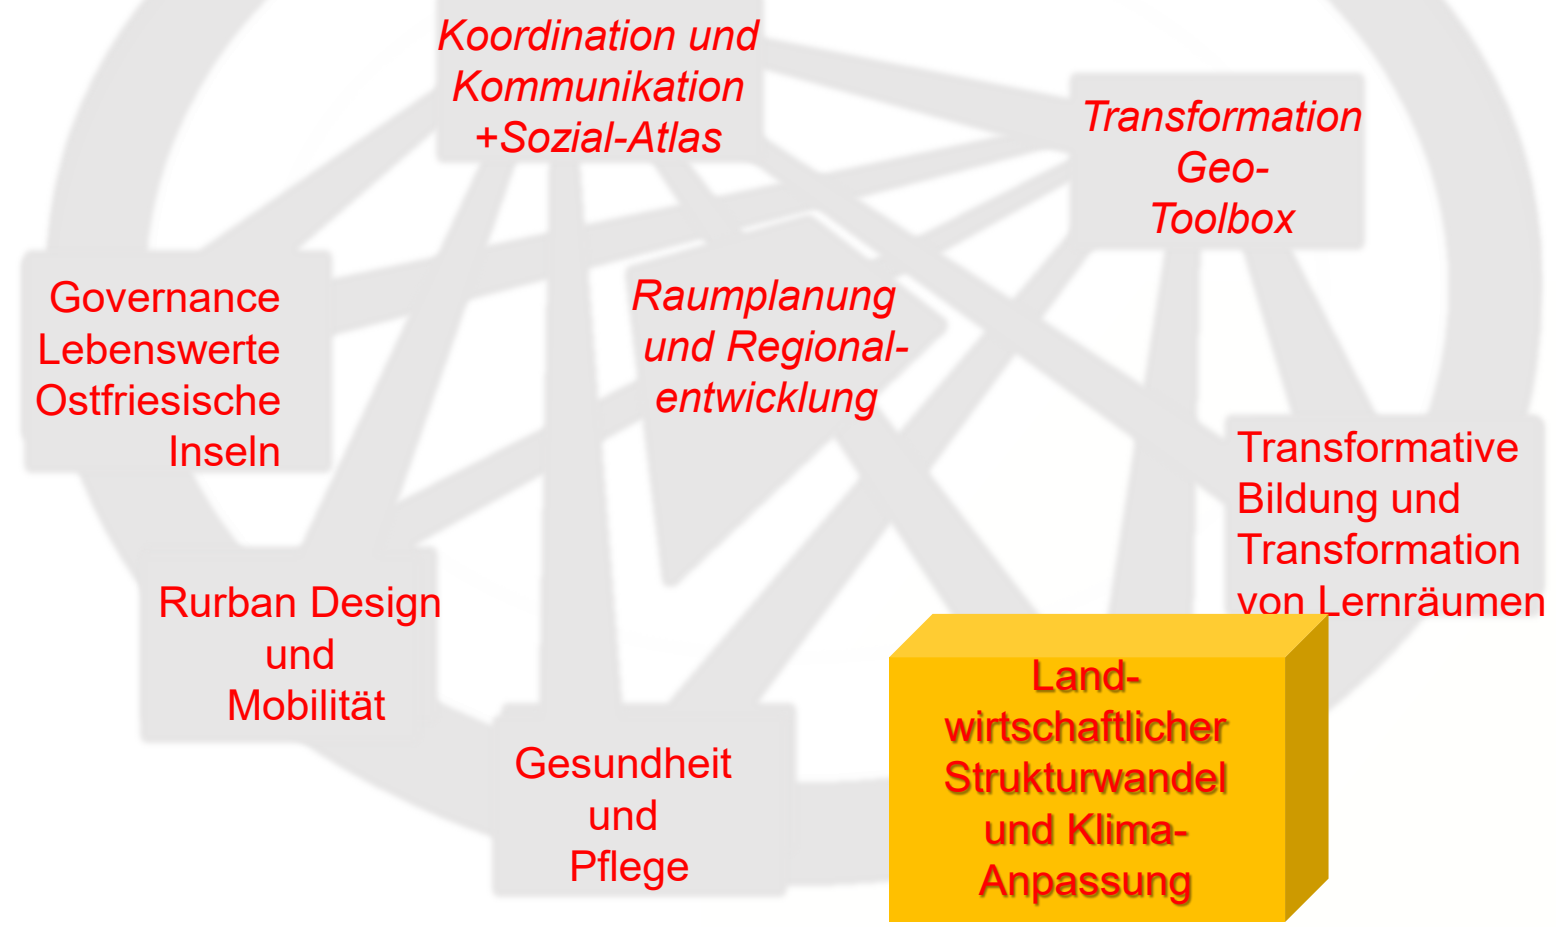 Koordination und
Kommunikation
+Sozial-Atlas
Transformation
Geo-
Toolbox
Governance
Lebenswerte
Ostfriesische
Inseln
Raumplanung
und Regional-
entwicklung
Transformative
Bildung und
Transformation
von Lernräumen
Rurban Design
und
Mobilität
Gesundheit
und
Pflege
Land-
wirtschaftlicher
Strukturwandel
und Klima-
Anpassung